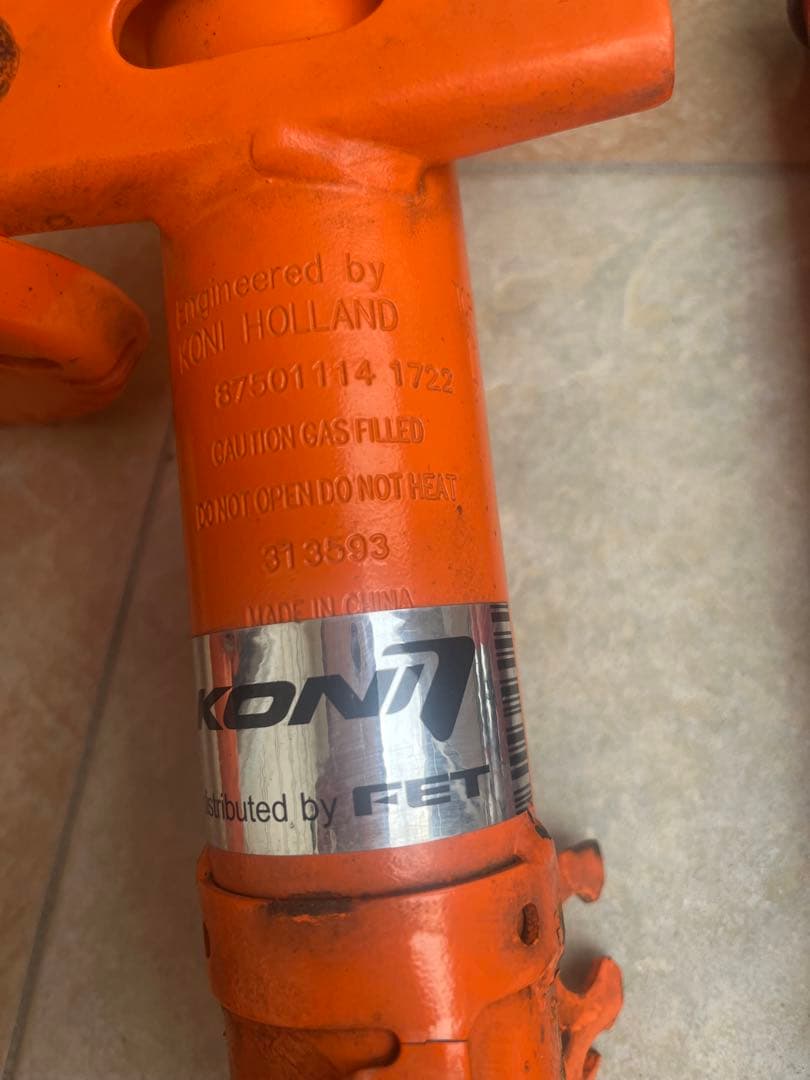 Engineered by
KONI HOLLAND
87501114 1722
CAUTION GAS FILLED
DO NOT OPEN DO NOT HEAT
313593
MADE IN CHINA
KONI
distributed by FET